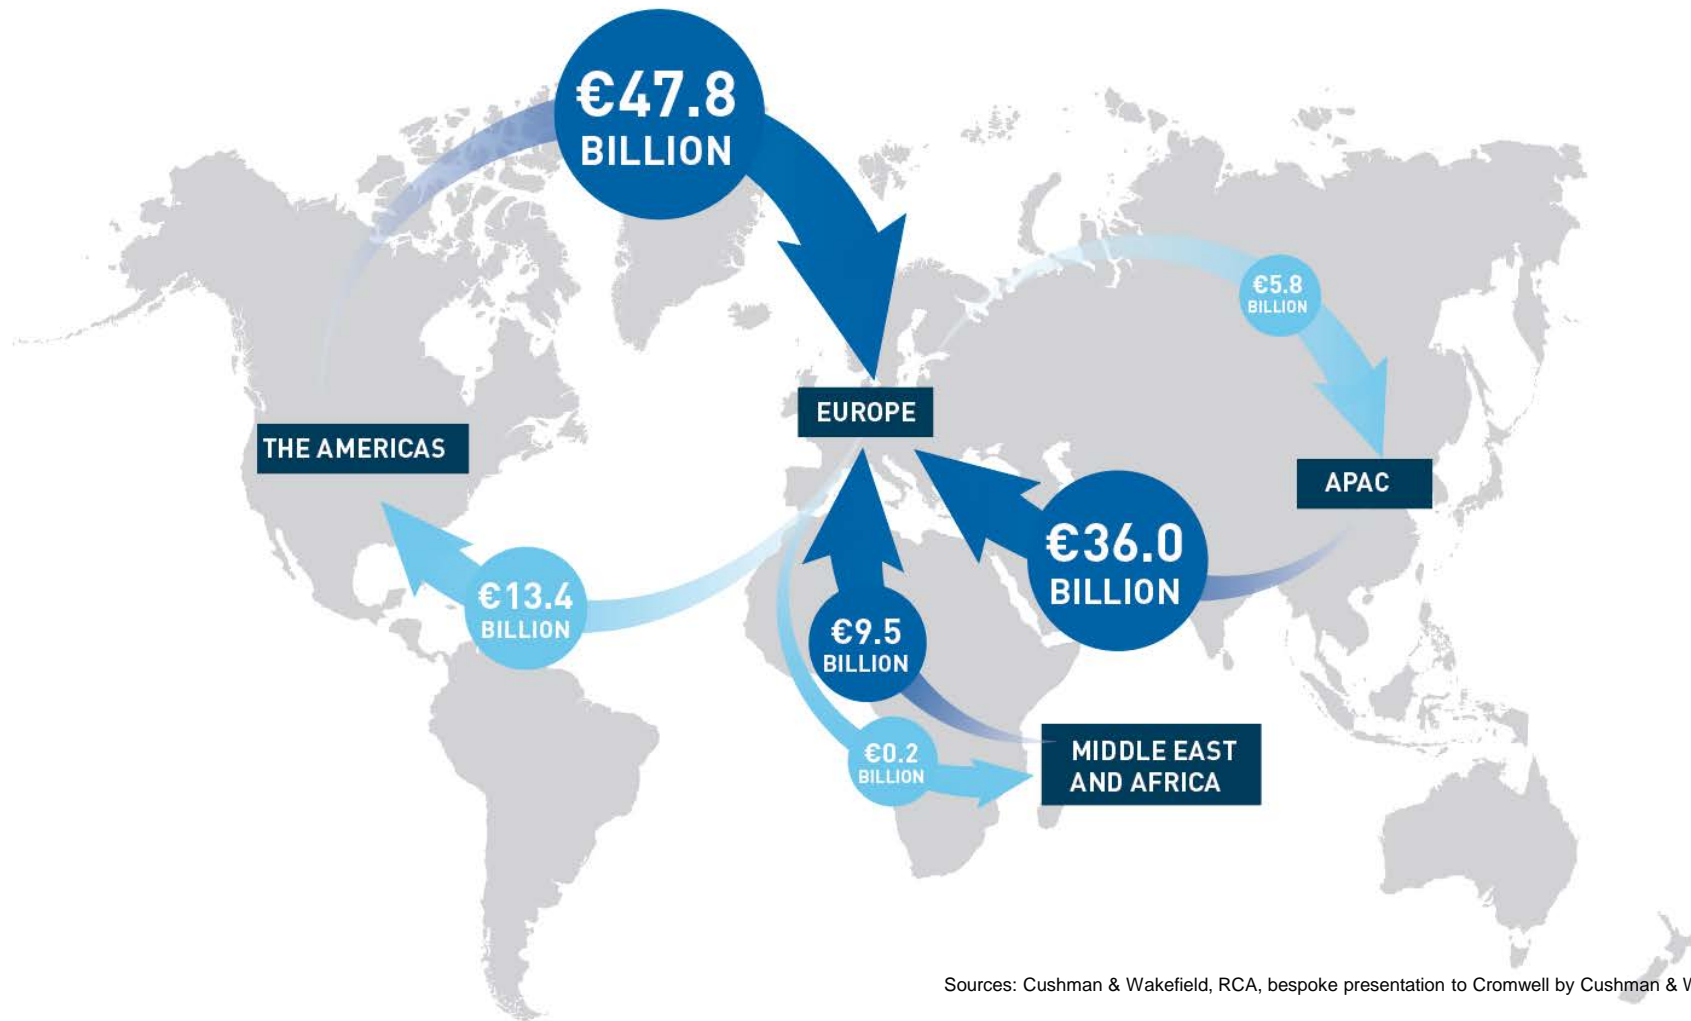 €47.8
BILLION
€5.8
BILLION
EUROPE
THE AMERICAS
APAC
€36.0
BILLION
€13.4
BILLION
€9.5
BILLION
€0.2
BILLION
MIDDLE EAST
AND AFRICA
Sources: Cushman & Wakefield, RCA, bespoke presentation to Cromwell by Cushman &